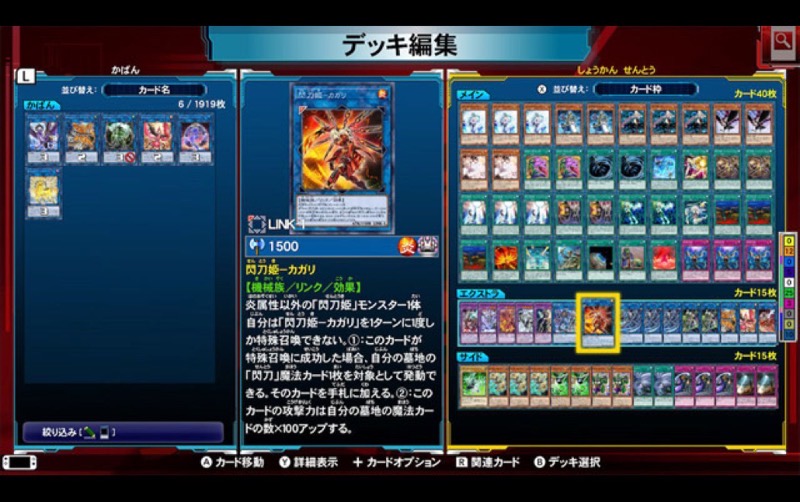 デッキ編集
L
かばん
並び替え: カード名
かばん
6 / 1919枚
3
2
3
2
3
3
絞り込み[ ]
閃刀姫－カガリ
LINK-1
1500
炎
閃刀姫－カガリ
【機械族／リンク／効果】
炎属性以外の「閃刀姫」モンスター1体
自分は「閃刀姫－カガリ」を1ターンに1度し
か特殊召喚できない。①:このカードが
特殊召喚に成功した場合、自分の墓地の
「閃刀」魔法カード1枚を対象として発動で
きる。そのカードを手札に加える。②:この
カードの攻撃力は自分の墓地の魔法カー
ドの数×100アップする。
しょうかん せんとう
X 並び替え: カード枠
メイン
カード40枚
エクストラ
カード15枚
サイド
カード15枚
A カード移動 Y 詳細表示 + カードオプション R 関連カード B デッキ選択